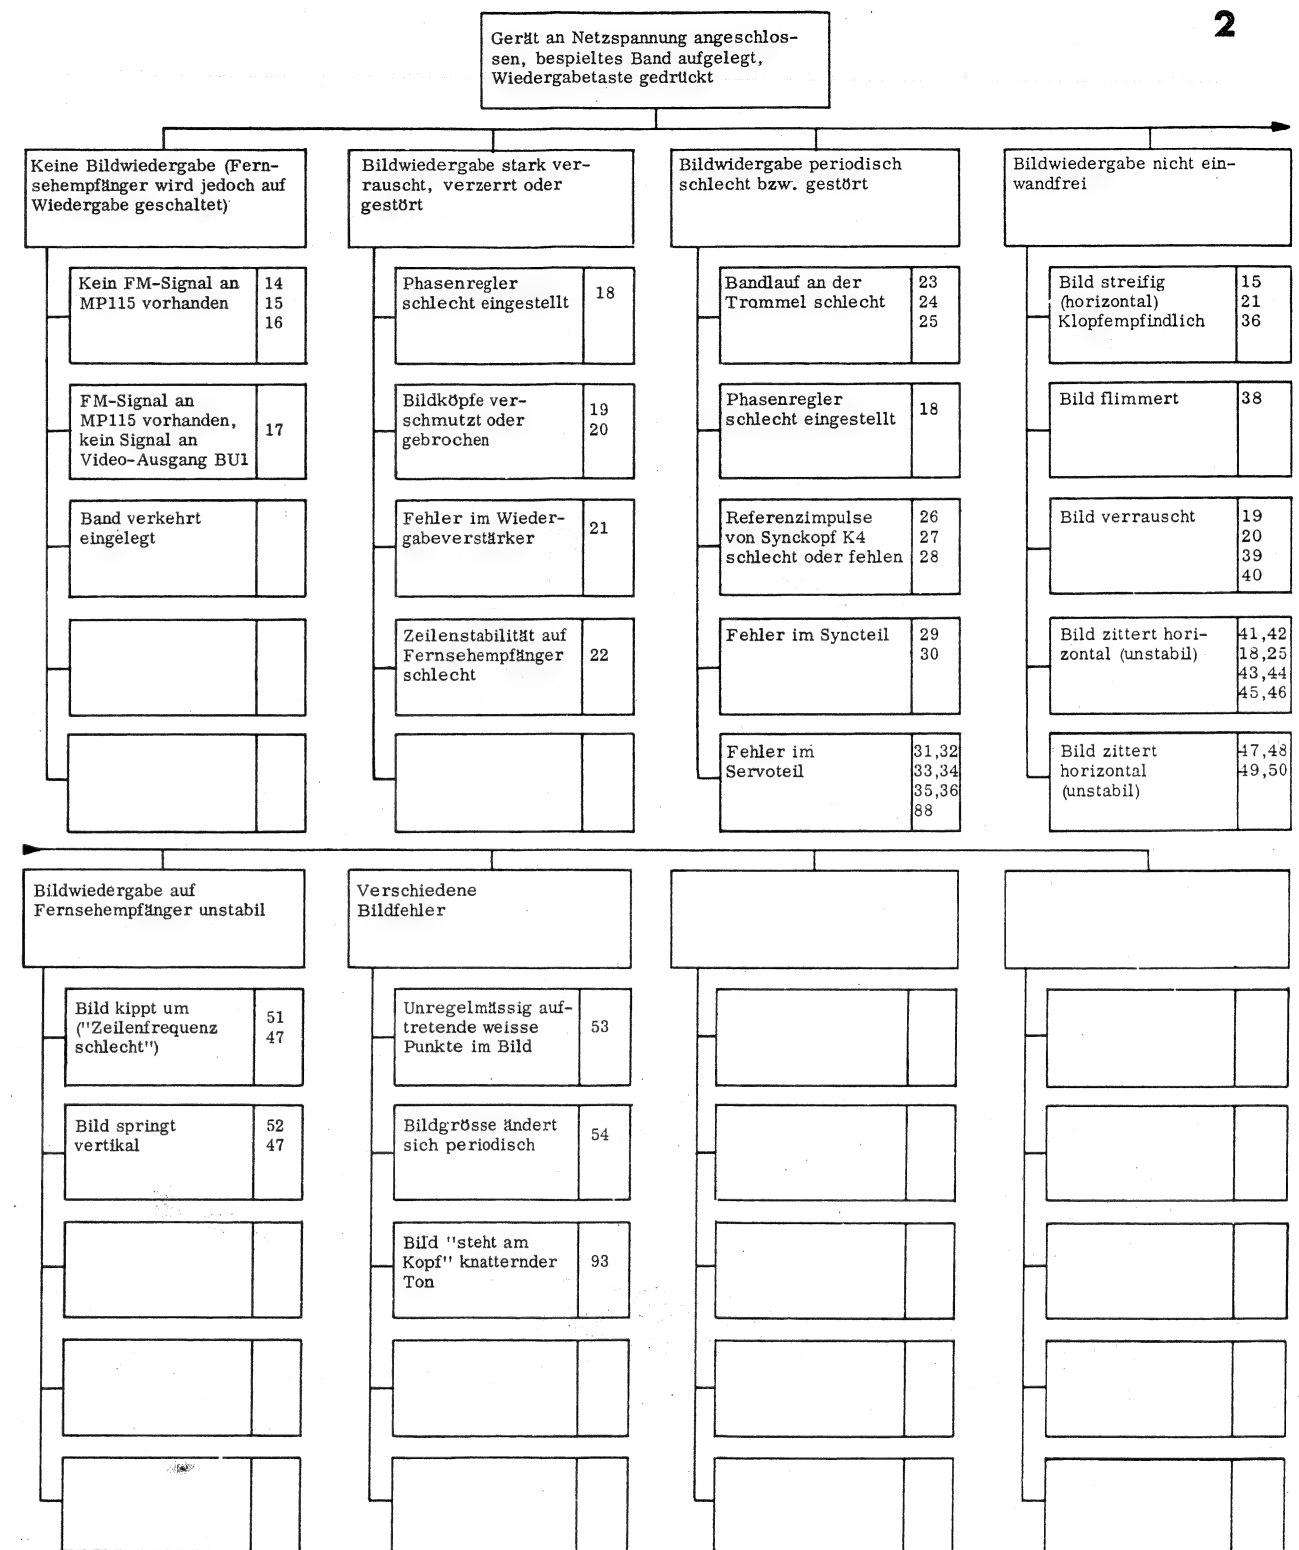 2
Gerät an Netzspannung angeschlos-
sen, bespieltes Band aufgelegt,
Wiedergabetaste gedrückt
Keine Bildwiedergabe (Fern-
sehempfänger wird jedoch auf
Wiedergabe geschaltet)
Kein FM-Signal an
MP115 vorhanden
14
15
16
FM-Signal an
MP115 vorhanden,
kein Signal an
Video-Ausgang BU1
17
Band verkehrt
eingelegt
Bildwiedergabe stark ver-
rauscht, verzerrt oder
gestört
Phasenregler
schlecht eingestellt
18
Bildköpfe ver-
schmutzt oder
gebrochen
19
20
Fehler im Wieder-
gabeverstärker
21
Zeilenstabilität auf
Fernsehempfänger
schlecht
22
Bildwidergabe periodisch
schlecht bzw. gestört
Bandlauf an der
Trommel schlecht
23
24
25
Phasenregler
schlecht eingestellt
18
Referenzimpulse
von Synckopf K4
schlecht oder fehlen
26
27
28
Fehler im Syncteil
29
30
Fehler im
Servoteil
31,32
33,34
35,36
88
Bildwiedergabe nicht ein-
wandfrei
Bild streifig
(horizontal)
Klopfempfindlich
15
21
36
Bild flimmert
38
Bild verrauscht
19
20
39
40
Bild zittert hori-
zontal (unstabil)
41,42
18,25
43,44
45,46
Bild zittert
horizontal
(unstabil)
47,48
49,50
Bildwiedergabe auf
Fernsehempfänger unstabil
Bild kippt um
("Zeilenfrequenz
schlecht")
51
47
Bild springt
vertikal
52
47
Verschiedene
Bildfehler
Unregelmässig auf-
tretende weisse
Punkte im Bild
53
Bildgrösse ändert
sich periodisch
54
Bild "steht am
Kopf" knatternder
Ton
93